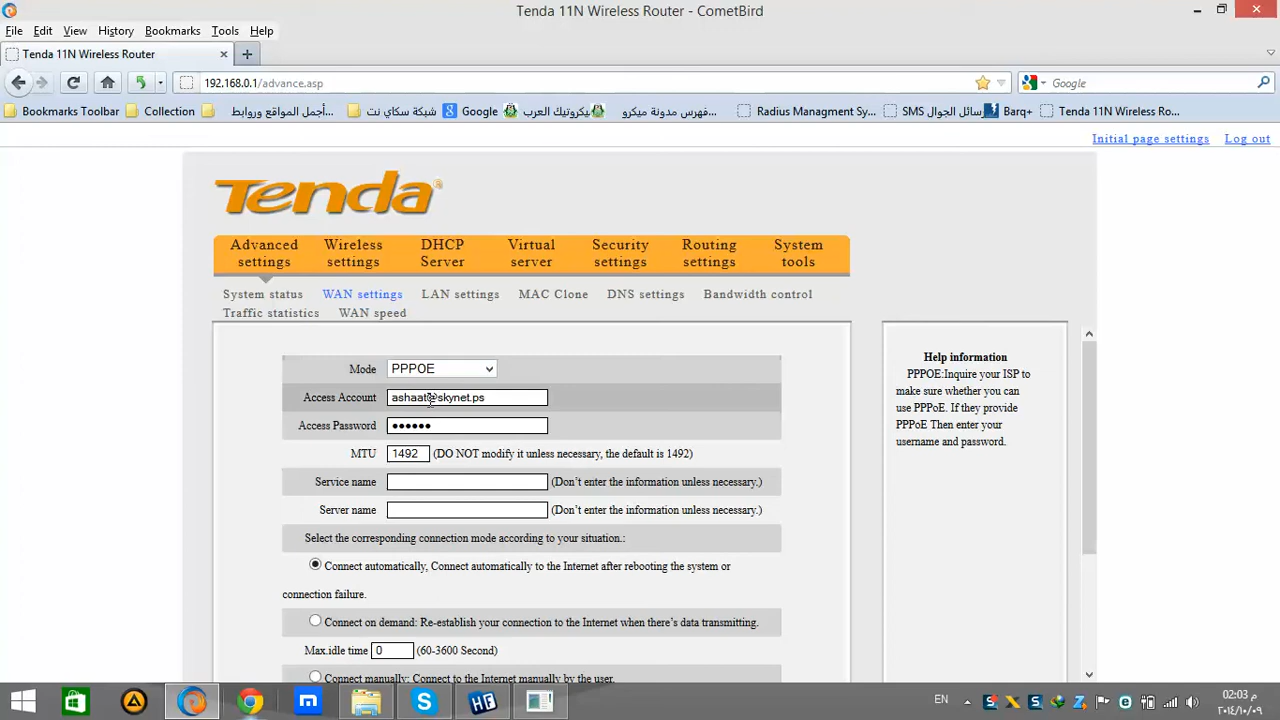 Tenda 11N Wireless Router - CometBird
File Edit View History Bookmarks Tools Help
Tenda 11N Wireless Router
192.168.0.1/advance.asp
Google
Bookmarks Toolbar
Collection
أجمل المواقع وروابط...
شبكة سكاي نت
Google
ميكروتيك العرب
فهرس مدونة ميكرو...
Radius Managment Sy...
SMS رسائل الجوال
Barq+
Tenda 11N Wireless Ro...
Initial page settings Log out
Tenda
Advanced settings
Wireless settings
DHCP Server
Virtual server
Security settings
Routing settings
System tools
System status WAN settings LAN settings MAC Clone DNS settings Bandwidth control
Traffic statistics WAN speed
Mode PPPOE
Access Account ashaat@skynet.ps
Access Password ••••••
MTU 1492 (DO NOT modify it unless necessary, the default is 1492)
Service name (Don't enter the information unless necessary.)
Server name (Don't enter the information unless necessary.)
Select the corresponding connection mode according to your situation.:
Connect automatically, Connect automatically to the Internet after rebooting the system or
connection failure.
Connect on demand: Re-establish your connection to the Internet when there's data transmitting.
Max.idle time 0 (60-3600 Second)
Connect manually: Connect to the Internet manually by the user.
Help information
PPPOE:Inquire your ISP to
make sure whether you can
use PPPoE. If they provide
PPPoE Then enter your
username and password.
EN
02:03 م
٢٠١٤/١٠/٠٩